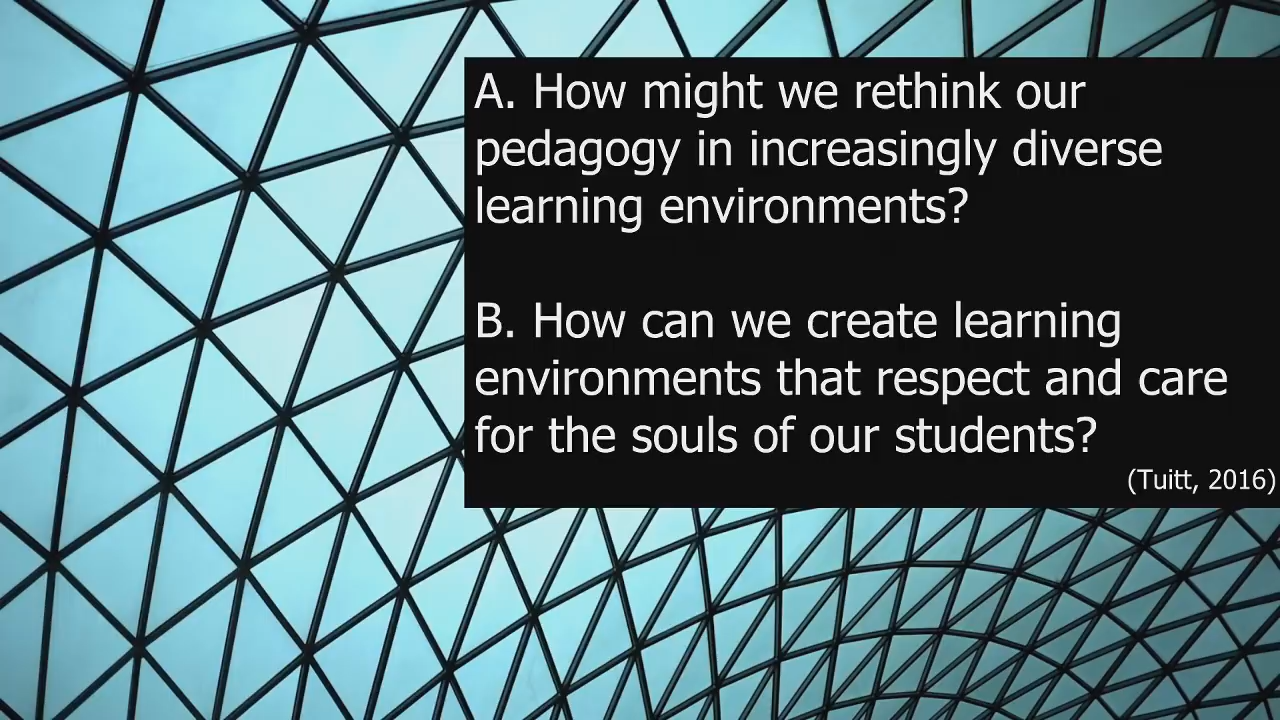 A. How might we rethink our
pedagogy in increasingly diverse
learning environments?
B. How can we create learning
environments that respect and care
for the souls of our students?
(Tuitt, 2016)